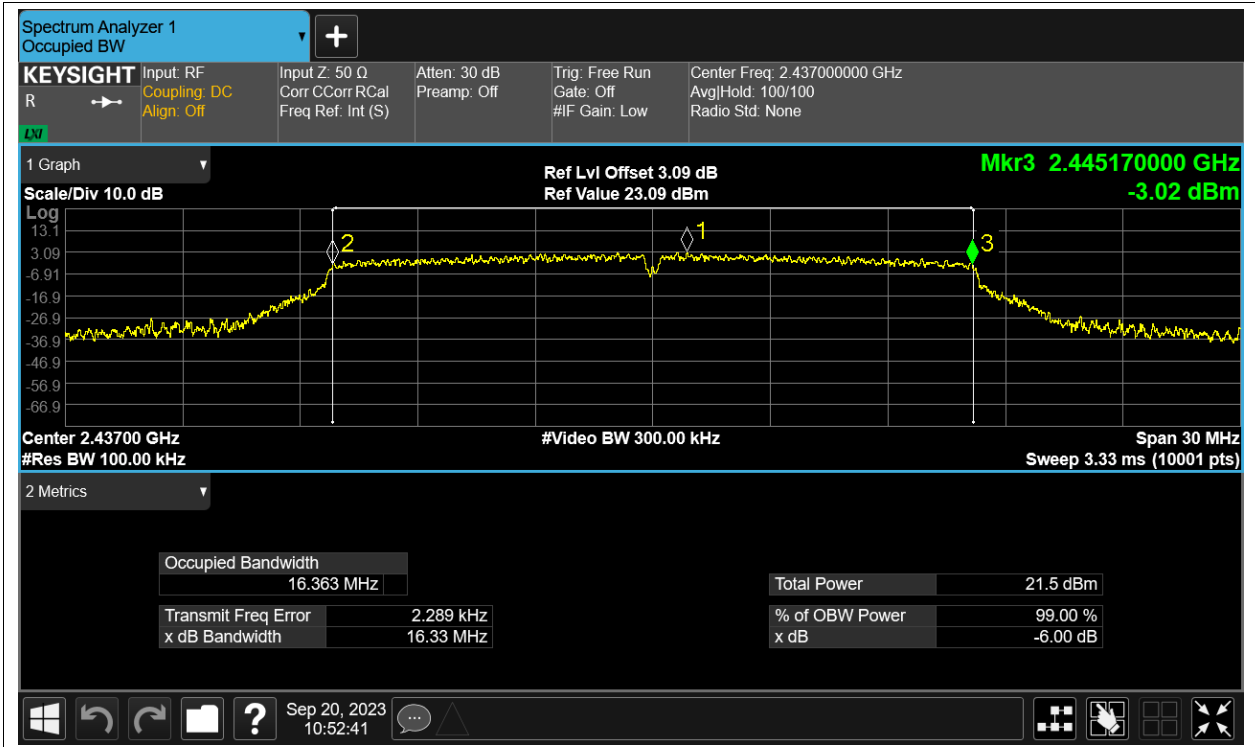 Spectrum Analyzer 1
Occupied BW
KEYSIGHT
R
LXI
Input: RF
Coupling: DC
Align: Off
Input Z: 50 Ω
Corr CCorr RCal
Freq Ref: Int (S)
Atten: 30 dB
Preamp: Off
Trig: Free Run
Gate: Off
#IF Gain: Low
Center Freq: 2.437000000 GHz
Avg|Hold: 100/100
Radio Std: None
1 Graph
Scale/Div 10.0 dB
Ref Lvl Offset 3.09 dB
Ref Value 23.09 dBm
Mkr3 2.445170000 GHz
-3.02 dBm
Log
13.1
3.09
-6.91
-16.9
-26.9
-36.9
-46.9
-56.9
-66.9
2
1
3
Center 2.43700 GHz
#Res BW 100.00 kHz
#Video BW 300.00 kHz
Span 30 MHz
Sweep 3.33 ms (10001 pts)
2 Metrics
Occupied Bandwidth
16.363 MHz
Transmit Freq Error 2.289 kHz
x dB Bandwidth 16.33 MHz
Total Power 21.5 dBm
% of OBW Power 99.00 %
x dB -6.00 dB
?
Sep 20, 2023
10:52:41